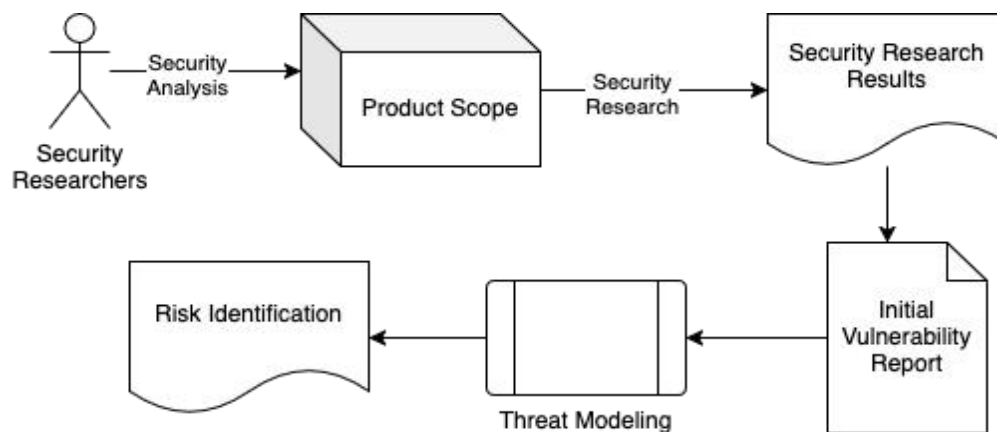 Security
Analysis
Security
Researchers
Product Scope
Security
Research
Security Research
Results
Initial
Vulnerability
Report
Threat Modeling
Risk Identification